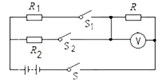 R₁ S₁ R
R₂ S₂ V
S